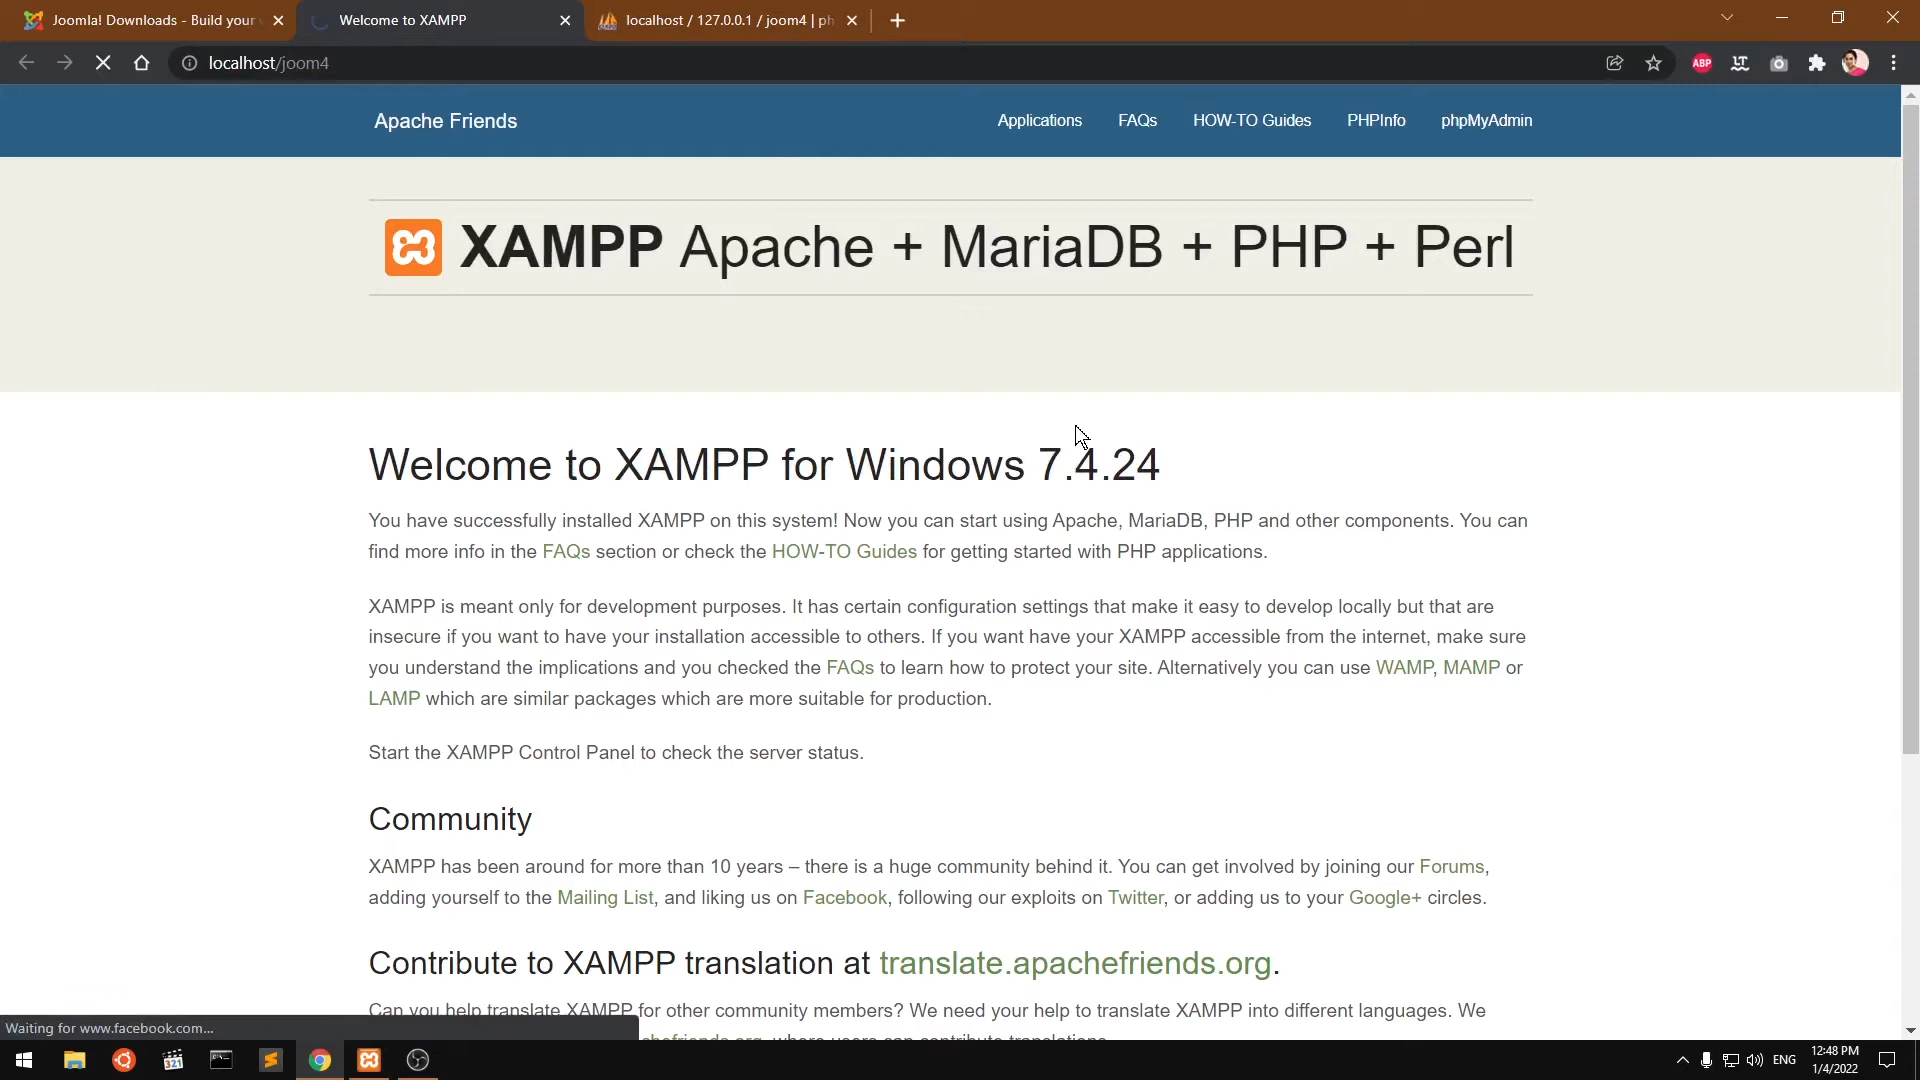 Joomla! Downloads - Build your
Welcome to XAMPP
localhost / 127.0.0.1 / joom4 | ph
localhost/joom4
ABP
Apache Friends
Applications
FAQs
HOW-TO Guides
PHPInfo
phpMyAdmin
XAMPP Apache + MariaDB + PHP + Perl
Welcome to XAMPP for Windows 7.4.24
You have successfully installed XAMPP on this system! Now you can start using Apache, MariaDB, PHP and other components. You can
find more info in the FAQs section or check the HOW-TO Guides for getting started with PHP applications.
XAMPP is meant only for development purposes. It has certain configuration settings that make it easy to develop locally but that are
insecure if you want to have your installation accessible to others. If you want have your XAMPP accessible from the internet, make sure
you understand the implications and you checked the FAQs to learn how to protect your site. Alternatively you can use WAMP, MAMP or
LAMP which are similar packages which are more suitable for production.
Start the XAMPP Control Panel to check the server status.
Community
XAMPP has been around for more than 10 years – there is a huge community behind it. You can get involved by joining our Forums,
adding yourself to the Mailing List, and liking us on Facebook, following our exploits on Twitter, or adding us to your Google+ circles.
Contribute to XAMPP translation at translate.apachefriends.org.
Can you help translate XAMPP for other community members? We need your help to translate XAMPP into different languages. We
Waiting for www.facebook.com...
321
ENG
12:48 PM
1/4/2022